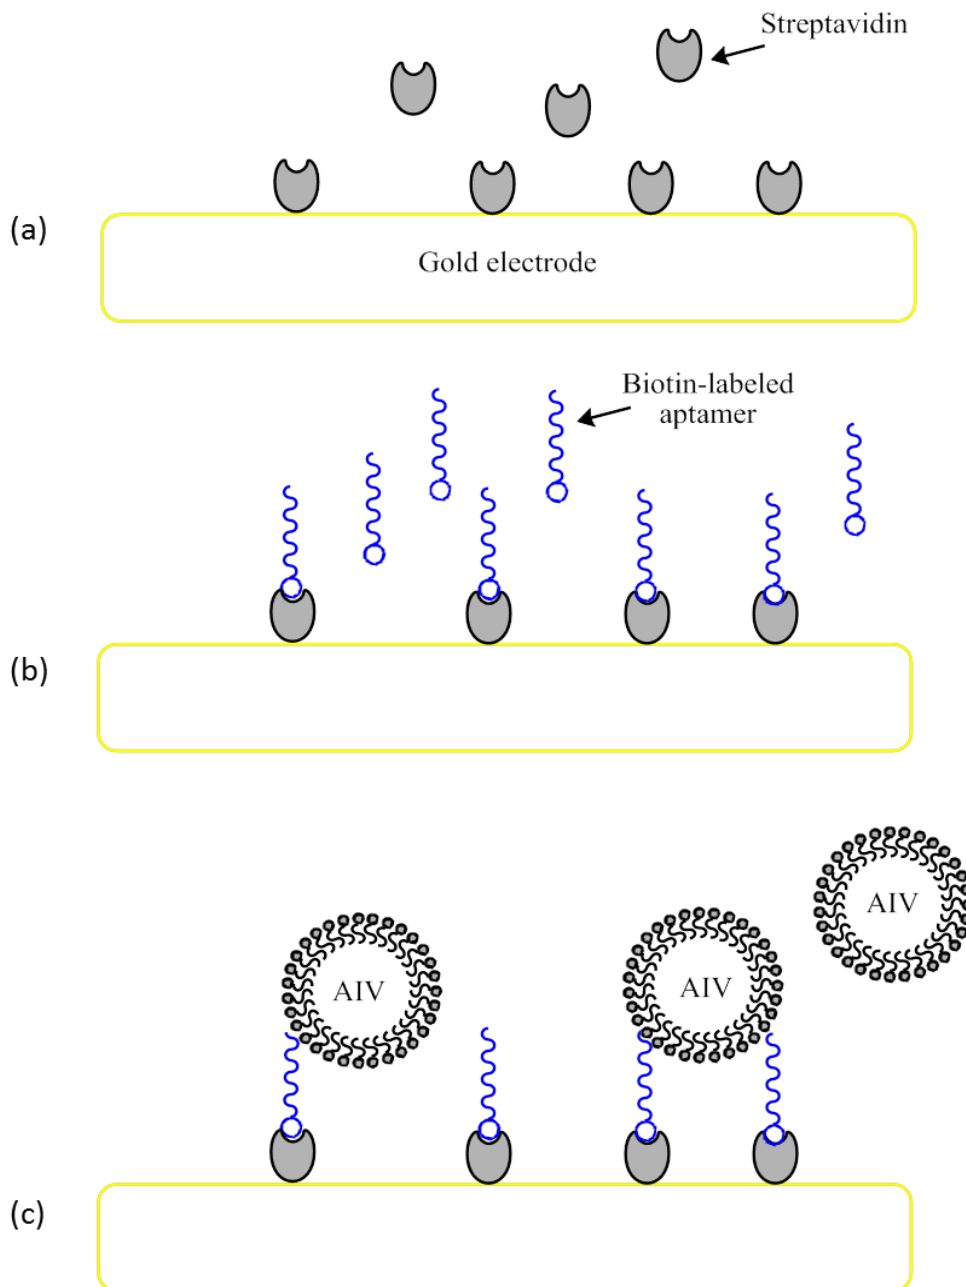 Streptavidin
(a)
Gold electrode
Biotin-labeled
aptamer
(b)
AIV
AIV
AIV
(c)